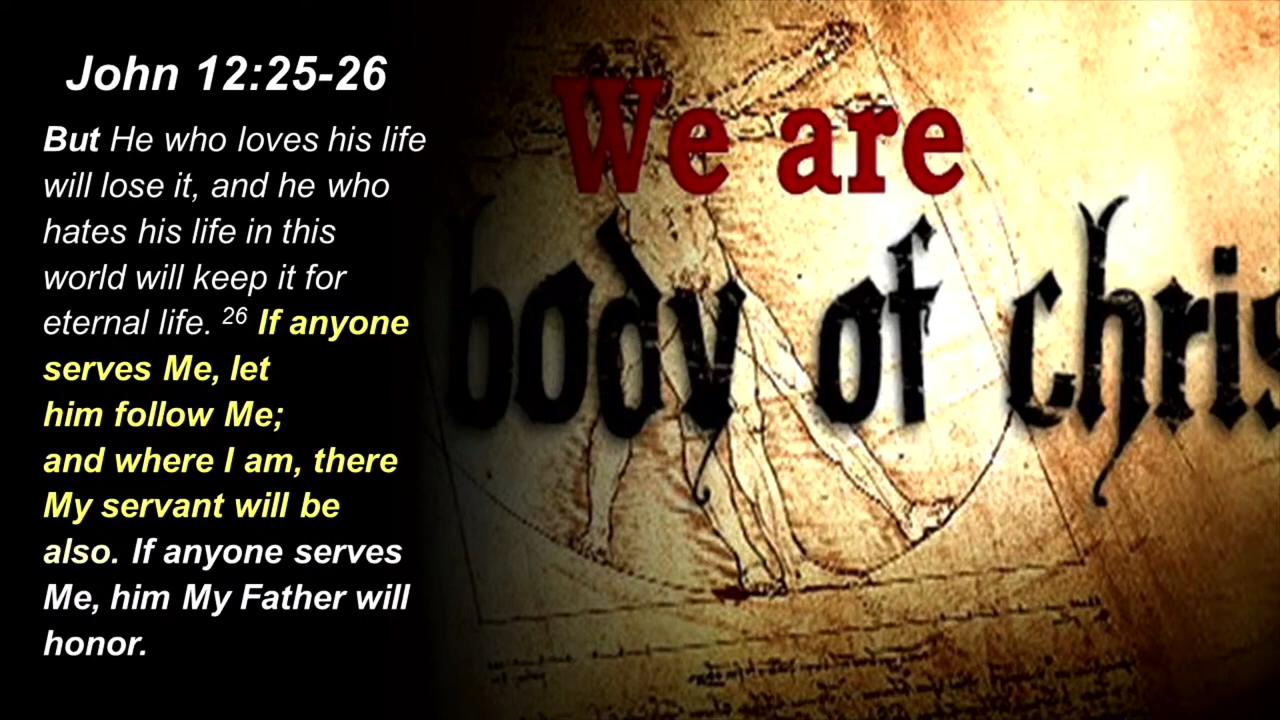 John 12:25-26
But He who loves his life
will lose it, and he who
hates his life in this
world will keep it for
eternal life. 26 If anyone
serves Me, let
him follow Me;
and where I am, there
My servant will be
also. If anyone serves
Me, him My Father will
honor.
We are
body of chris